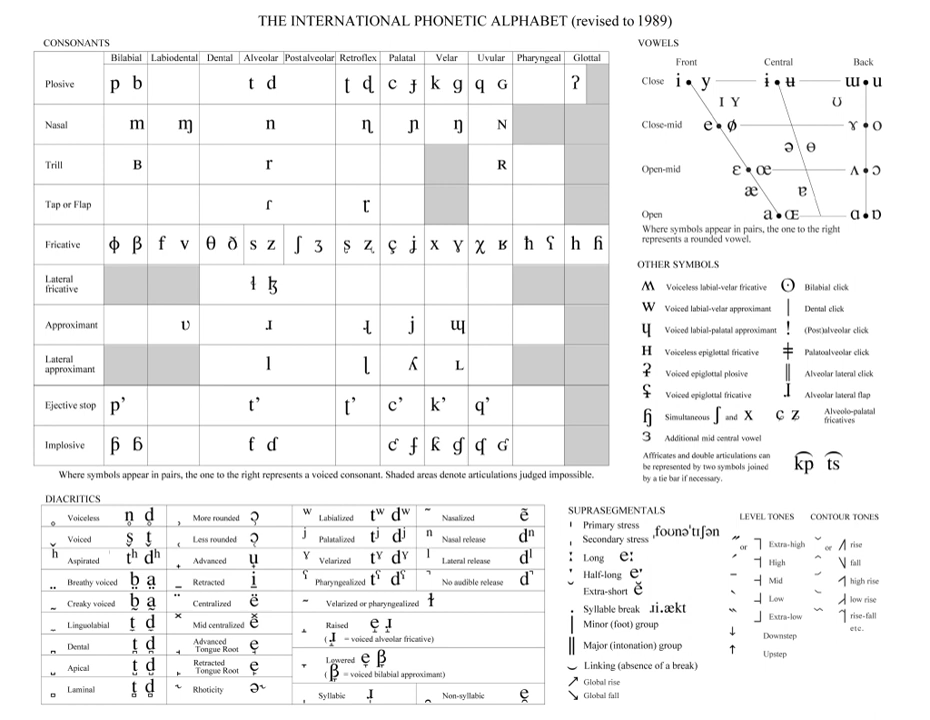 THE INTERNATIONAL PHONETIC ALPHABET (revised to 1989)
CONSONANTS
Bilabial Labiodental Dental Alveolar Postalveolar Retroflex Palatal Velar Uvular Pharyngeal Glottal
Plosive p b t d ʈ ɖ c ɟ k ɡ q ɢ ʔ
Nasal m ɱ n ɳ ɲ ŋ ɴ
Trill ʙ r ʀ
Tap or Flap ɾ ɽ
Fricative ɸ β f v θ ð s z ʃ ʒ ʂ ʐ ç ʝ x ɣ χ ʁ ħ ʕ h ɦ
Lateral
fricative ɬ ɮ
Approximant ʋ ɹ ɻ j ɰ
Lateral
approximant l ɭ ʎ ʟ
Ejective stop p’ t’ ʈ’ c’ k’ q’
Implosive ƥ ɓ ƭ ɗ ƈ ʄ ƙ ɠ ʠ ʛ
Where symbols appear in pairs, the one to the right represents a voiced consonant. Shaded areas denote articulations judged impossible.
VOWELS
Front Central Back
Close i • y ɨ • ʉ ɯ • u
ɪ ʏ ʊ
Close-mid e • ø ɤ • o
ə ɵ
Open-mid ɛ • œ ʌ • ɔ
æ ɐ
Open a • ɶ ɑ • ɒ
Where symbols appear in pairs, the one to the right
represents a rounded vowel.
OTHER SYMBOLS
ʍ Voiceless labial-velar fricative ʘ Bilabial click
w Voiced labial-velar approximant ǀ Dental click
ɥ Voiced labial-palatal approximant ǃ (Post)alveolar click
ʜ Voiceless epiglottal fricative ǂ Palatoalveolar click
ʡ Voiced epiglottal plosive ǁ Alveolar lateral click
ʢ Voiced epiglottal fricative ɺ Alveolar lateral flap
ɧ Simultaneous ʃ and x ɕ ʑ Alveolo-palatal
fricatives
ɜ Additional mid central vowel
Affricates and double articulations can
be represented by two symbols joined
by a tie bar if necessary.
k͡p t͡s
DIACRITICS
̥ Voiceless n̥ d̥ ̹ More rounded ɔ̹ ʷ Labialized tʷ dʷ ̃ Nasalized ẽ
̬ Voiced s̬ t̬ ̜ Less rounded ɔ̜ ʲ Palatalized tʲ dʲ ⁿ Nasal release dⁿ
ʰ Aspirated tʰ dʰ ̟ Advanced u̟ ˠ Velarized tˠ dˠ ˡ Lateral release dˡ
̤ Breathy voiced b̤ a̤ ̠ Retracted i̠ ˤ Pharyngealized tˤ dˤ ̚ No audible release d̚
̰ Creaky voiced b̰ a̰ ̈ Centralized ë ̴ Velarized or pharyngealized ɫ
̼ Linguolabial t̼ d̼ ̽ Mid centralized e̽ ̝ Raised e̝ ɹ̝
( ɹ̝ = voiced alveolar fricative)
̪ Dental t̪ d̪ ̘ Advanced
Tongue Root e̘
̺ Apical t̺ d̺ ̙ Retracted
Tongue Root e̙ ̞ Lowered e̞ β̞
( β̞ = voiced bilabial approximant)
̻ Laminal t̻ d̻ ˞ Rhoticity ə˞ ̩ Syllabic ɹ̩ ̯ Non-syllabic e̯
SUPRASEGMENTALS
ˈ Primary stress
ˌ Secondary stress ˌfoʊnəˈtɪʃən
ː Long eː
ˑ Half-long eˑ
̆ Extra-short ĕ
. Syllable break ɹi.ækt
| Minor (foot) group
‖ Major (intonation) group
‿ Linking (absence of a break)
↗ Global rise
↘ Global fall
LEVEL TONES
̋ or ˥ Extra-high
́ ˦ High
̄ ˧ Mid
̀ ˨ Low
̏ ˩ Extra-low
↓ Downstep
↑ Upstep
CONTOUR TONES
or rise
fall
high rise
low rise
rise-fall
etc.